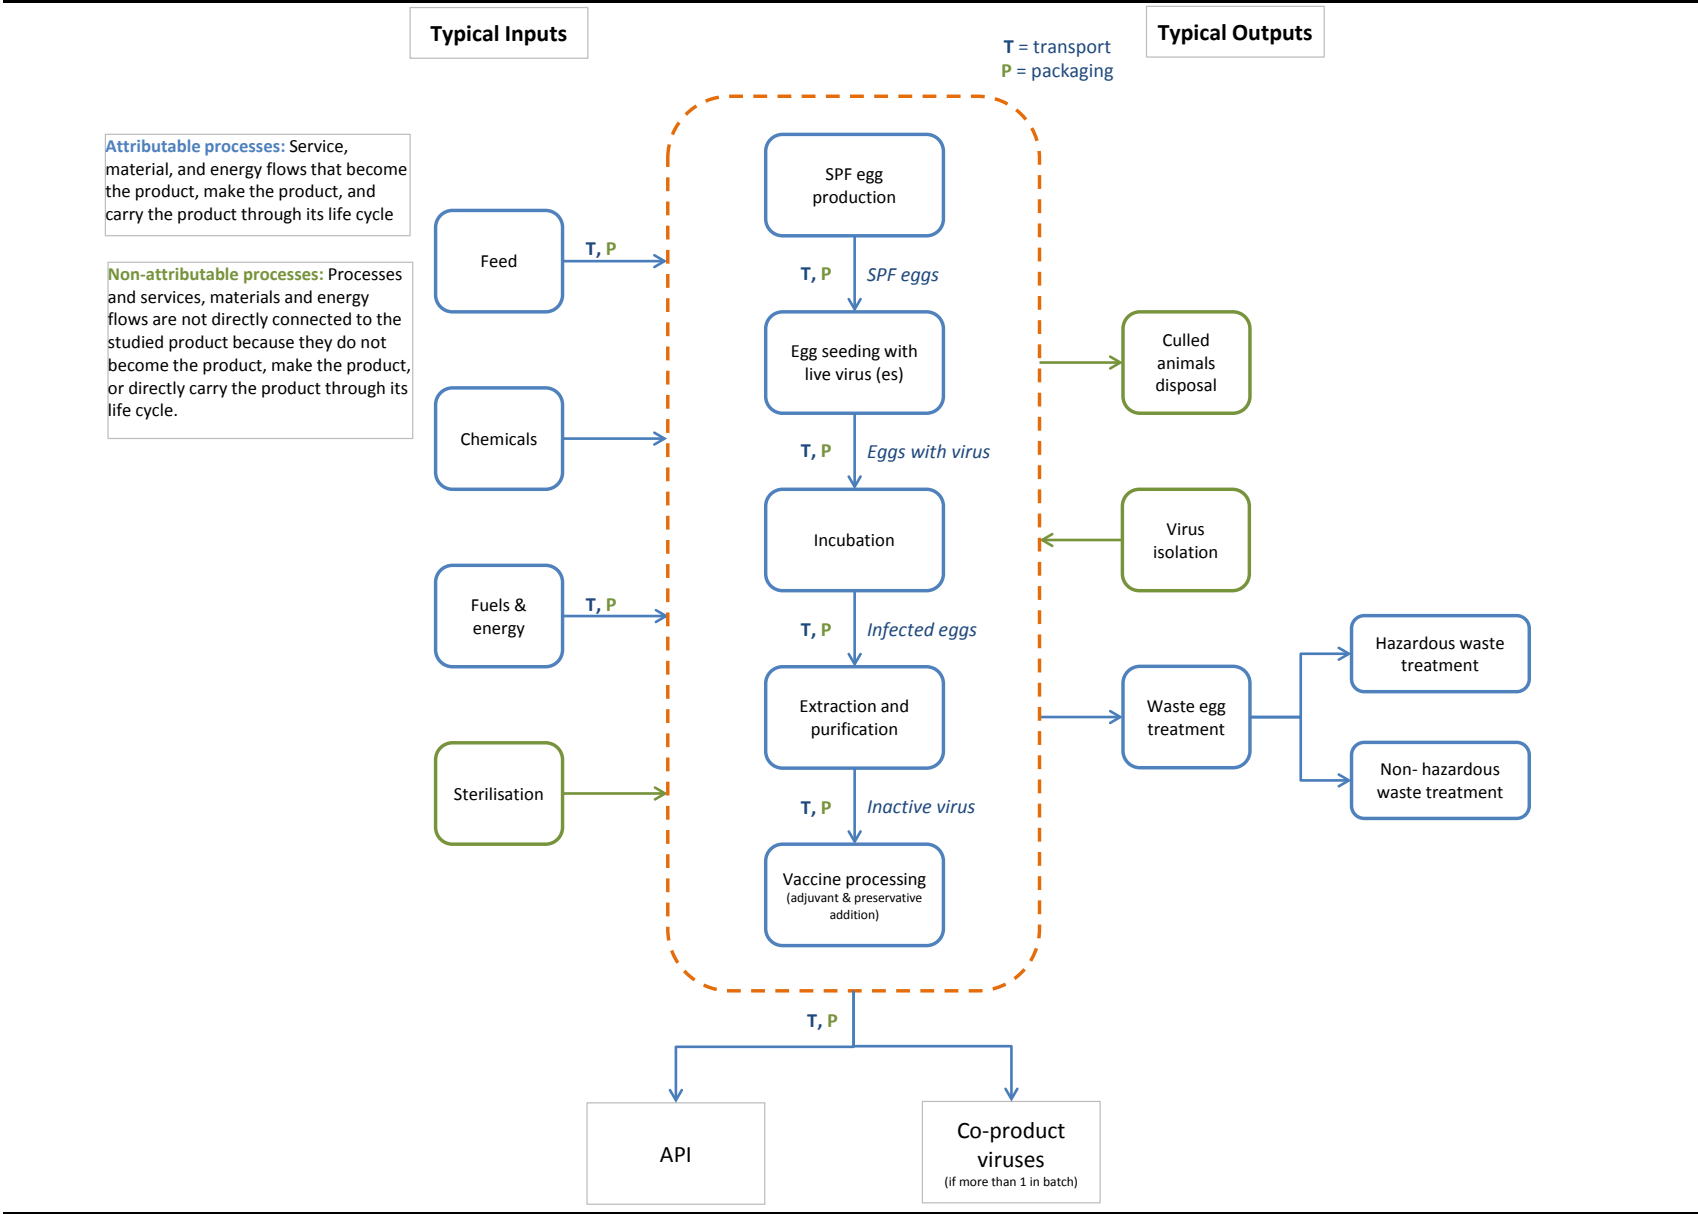 Typical Inputs
Typical Outputs
T = transport
P = packaging
Attributable processes: Service,
material, and energy flows that become
the product, make the product, and
carry the product through its life cycle
Non-attributable processes: Processes
and services, materials and energy
flows are not directly connected to the
studied product because they do not
become the product, make the product,
or directly carry the product through its
life cycle.
Feed
T, P
Chemicals
Fuels &
energy
T, P
Sterilisation
SPF egg
production
T, P
SPF eggs
Egg seeding with
live virus (es)
T, P
Eggs with virus
Incubation
T, P
Infected eggs
Extraction and
purification
T, P
Inactive virus
Vaccine processing
(adjuvant & preservative
addition)
Culled
animals
disposal
Virus
isolation
Waste egg
treatment
Hazardous waste
treatment
Non- hazardous
waste treatment
T, P
API
Co-product
viruses
(if more than 1 in batch)